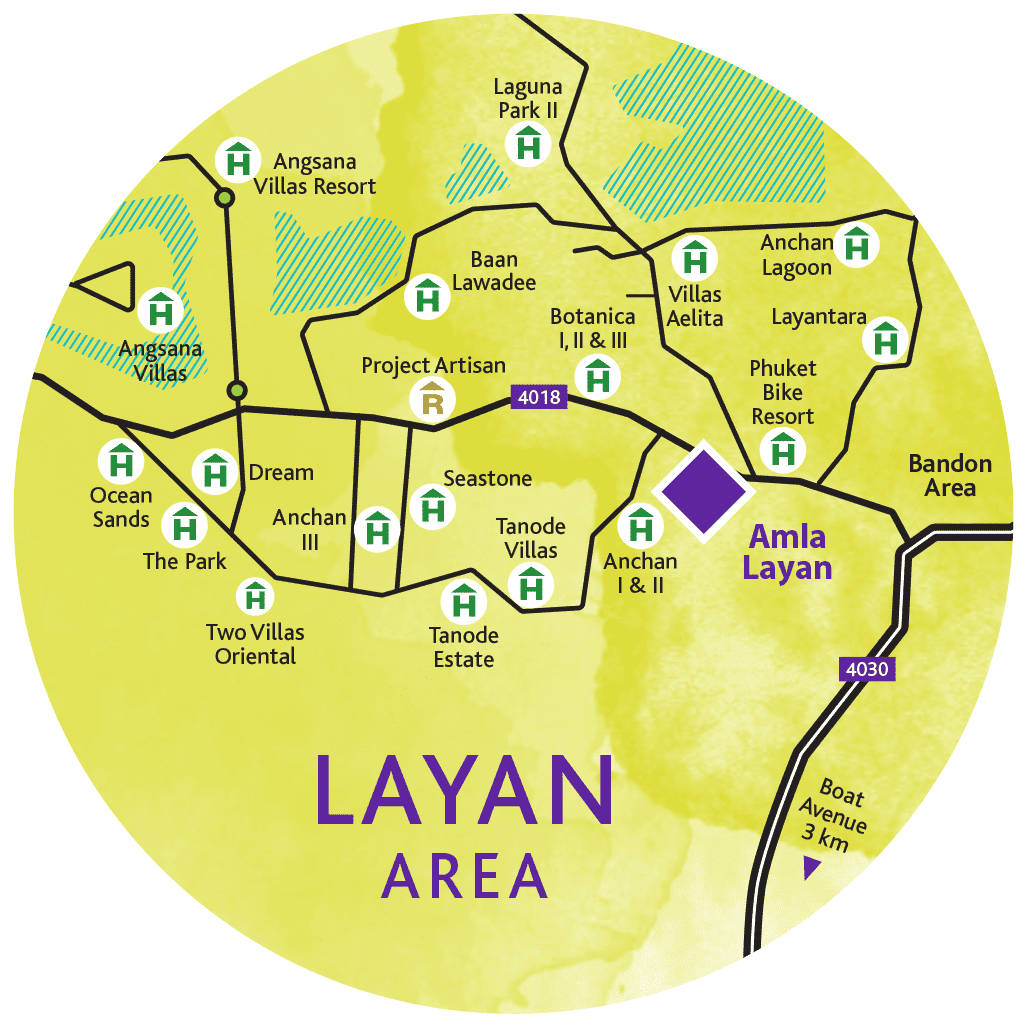 Laguna
Park II
H
H
Angsana
Villas Resort
Baan
Lawadee
H
H
Villas
Aelita
Anchan
Lagoon
H
H
Angsana
Villas
Botanica
I, II & III
H
Layantara
H
Project Artisan
R
4018
Phuket
Bike
Resort
H
H
Ocean
Sands
H
Dream
H
The Park
Anchan
III
H
Seastone
H
Tanode
Villas
H
H
Anchan
I & II
Amla
Layan
Bandon
Area
H
Two Villas
Oriental
H
Tanode
Estate
4030
LAYAN
AREA
Boat
Avenue
3 km